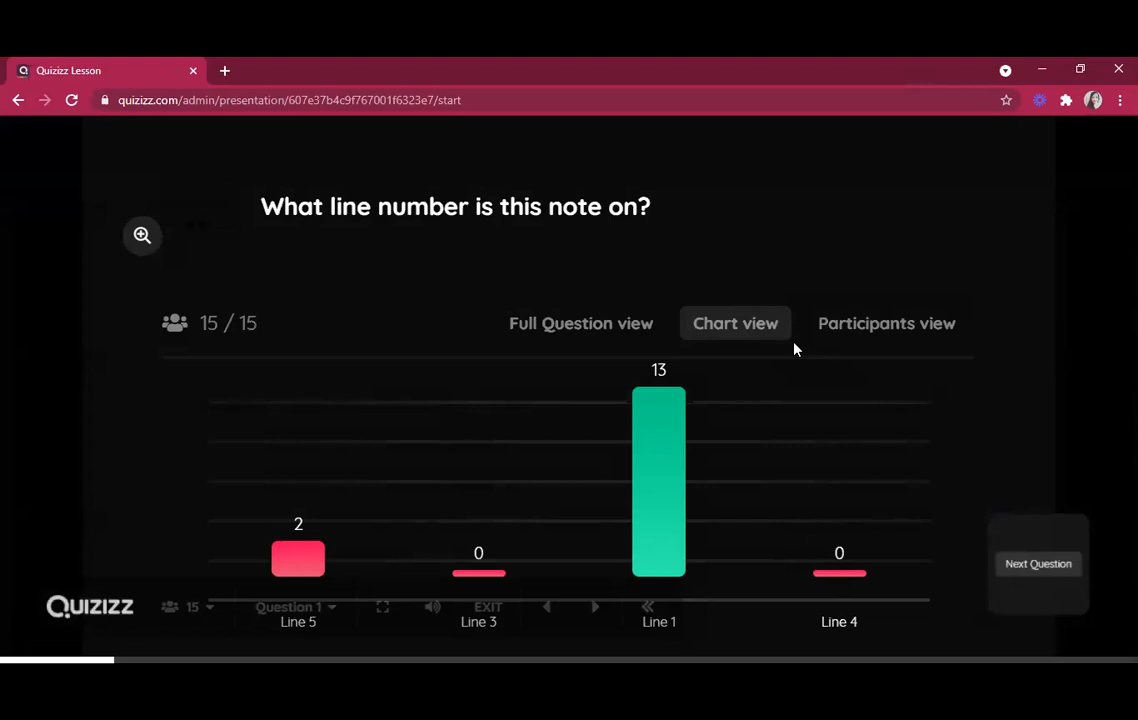 Quizizz Lesson
quizizz.com/admin/presentation/607e37b4c9f767001f6323e7/start
What line number is this note on?
15 / 15
Full Question view
Chart view
Participants view
13
2
0
0
Next Question
Quizizz
15
Question 1
EXIT
Line 5
Line 3
Line 1
Line 4